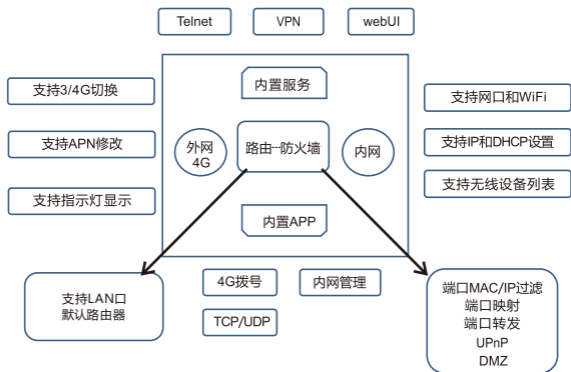 Telnet
VPN
webUI
支持3/4G切换
支持APN修改
支持指示灯显示
内置服务
外网
4G
路由--防火墙
内网
内置APP
支持网口和WiFi
支持IP和DHCP设置
支持无线设备列表
支持LAN口
默认路由器
4G拨号
内网管理
TCP/UDP
端口MAC/IP过滤
端口映射
端口转发
UPnP
DMZ